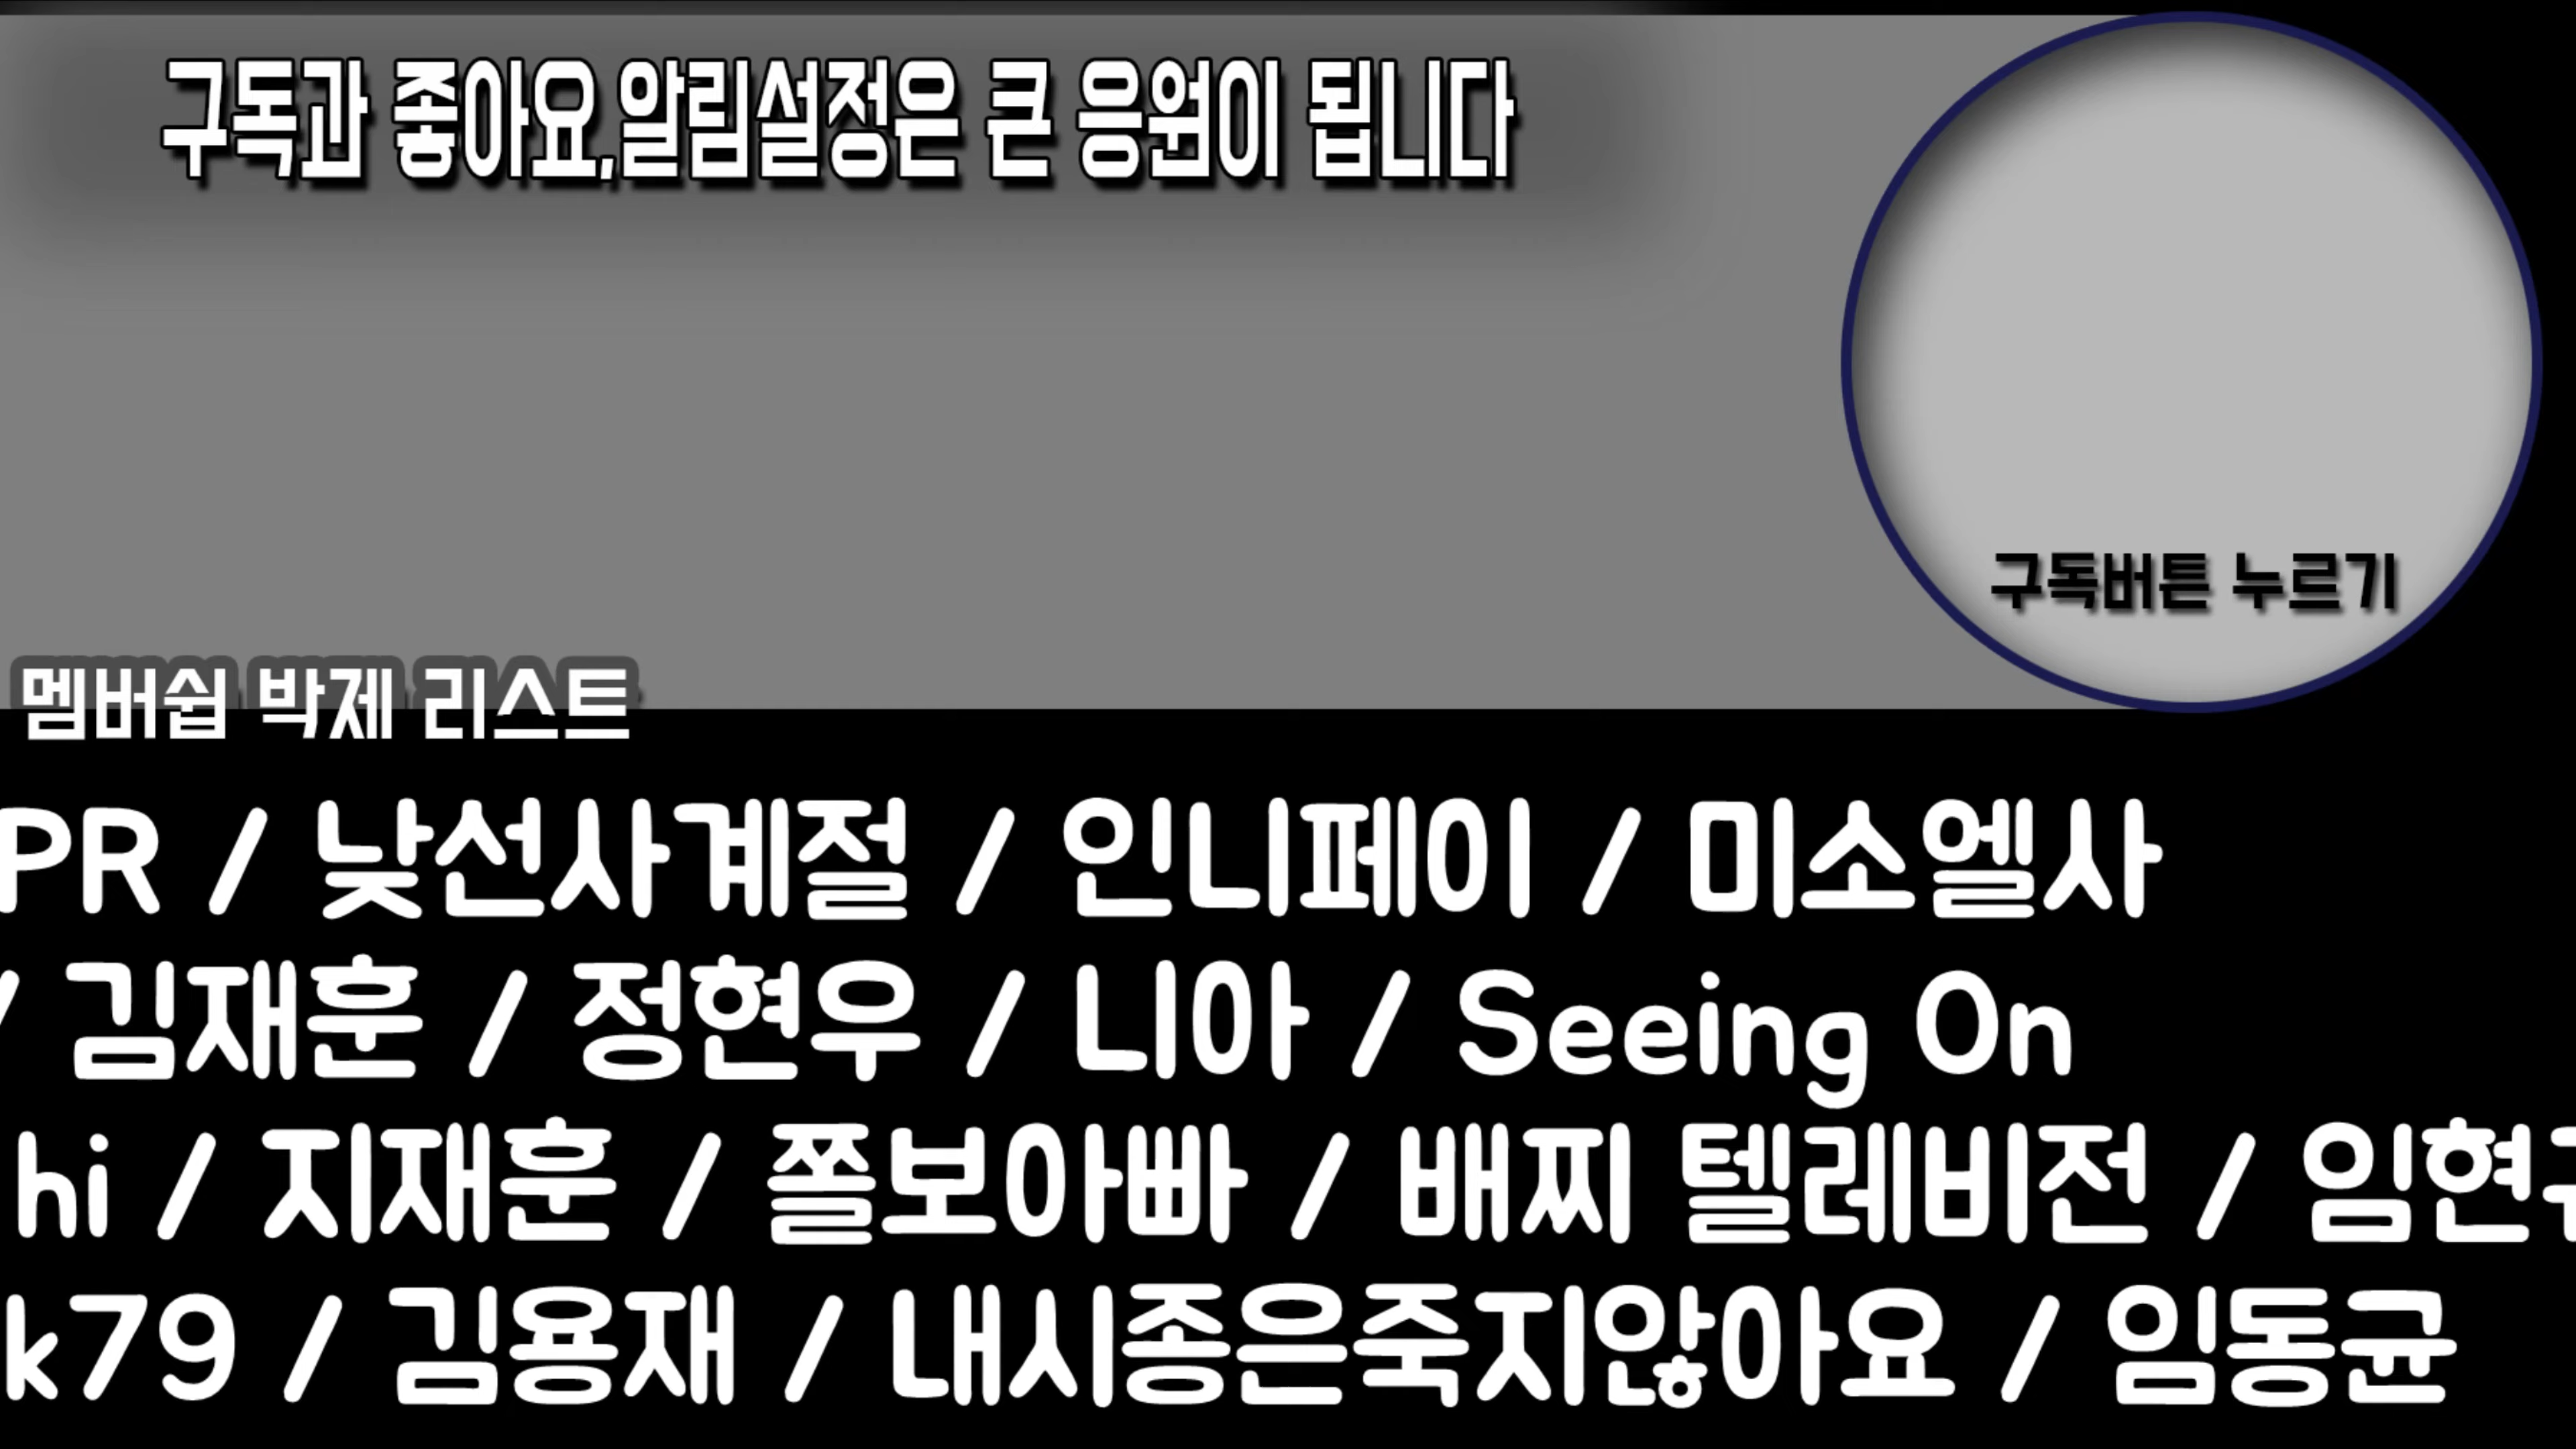 구독과 좋아요,알림설정은 큰 응원이 됩니다
구독버튼 누르기
멤버쉽 박제 리스트
PR / 낮선사계절 / 인니페이 / 미소엘사
/ 김재훈 / 정현우 / 니아 / Seeing On
hi / 지재훈 / 쫄보아빠 / 배찌 텔레비전 /
k79 / 김용재 / 내시종은죽지않아요 / 임동균